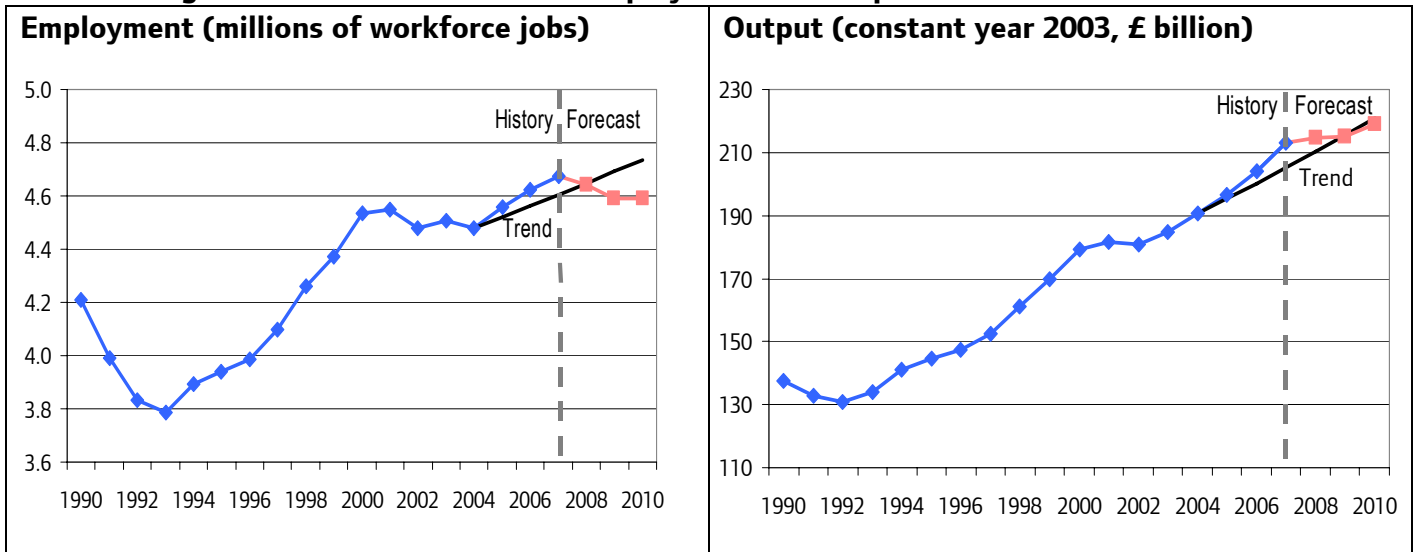 Employment (millions of workforce jobs)
5.0
4.8
4.6
4.4
4.2
4.0
3.8
3.6
History Forecast
Trend
1990 1992 1994 1996 1998 2000 2002 2004 2006 2008 2010
Output (constant year 2003, £ billion)
230
210
190
170
150
130
110
History Forecast
Trend
1990 1992 1994 1996 1998 2000 2002 2004 2006 2008 2010